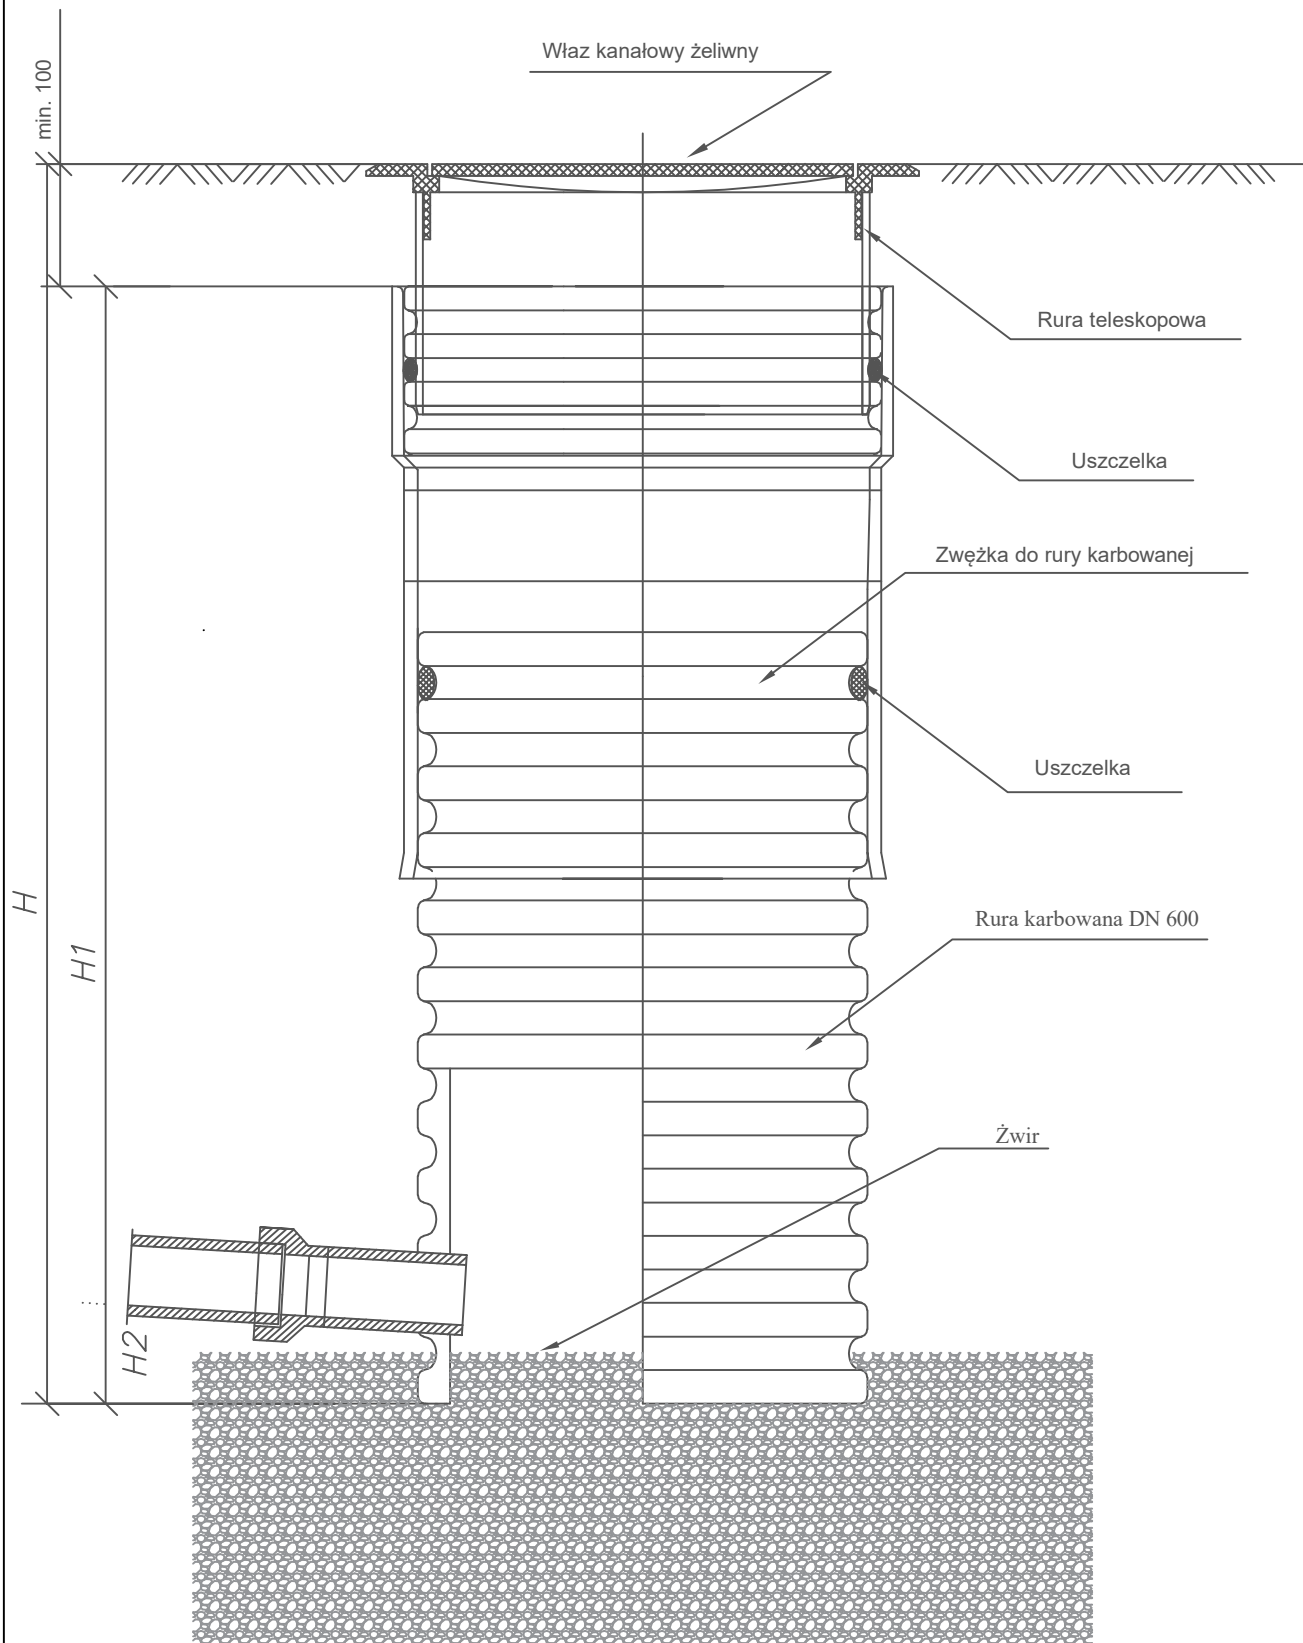 Właz kanałowy żeliwny
min. 100
Rura teleskopowa
Uszczelka
Zwężka do rury karbowanej
Uszczelka
H
H1
Rura karbowana DN 600
Żwir
H2